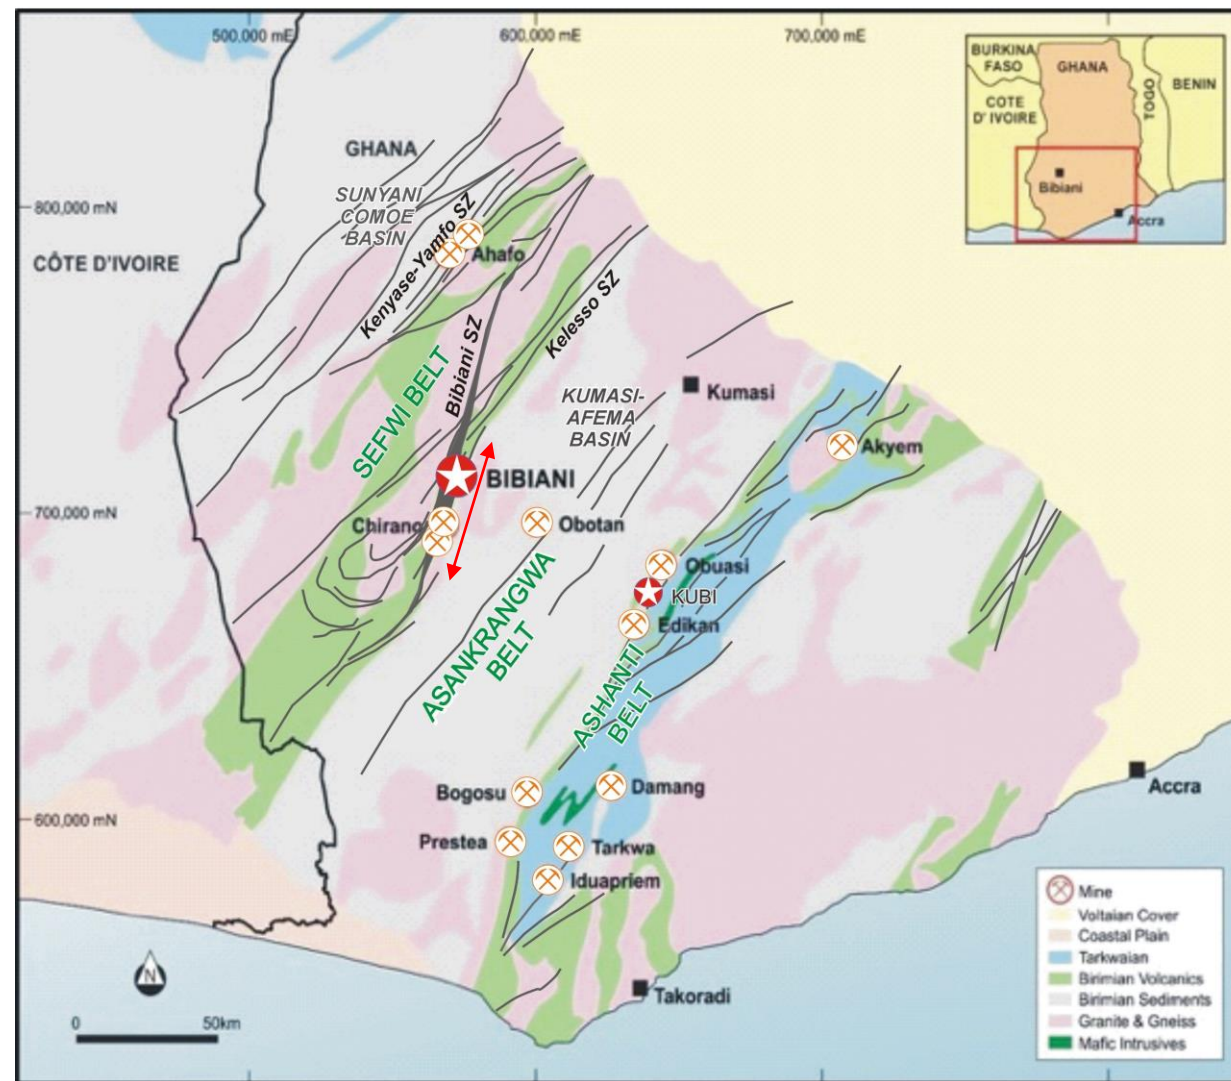 500,000 mE
600,000 mE
700,000 mE
BURKINA
FASO
GHANA
TOGO
BENIN
COTE
D' IVOIRE
Bibiani
Accra
GHANA
SUNYANI
COMOE
BASIN
800,000 mN
CÔTE D'IVOIRE
Kenyase-Yamfo SZ
Ahafo
Kelesso SZ
Bibiani SZ
SEFWI BELT
KUMASI-
AFEMA
BASIN
Kumasi
Akyem
BIBIANI
700,000 mN
Chirano
Obotan
Obuasi
KUBI
Edikan
ASANKRANGWA
BELT
ASHANTI
BELT
Bogosu
Damang
Accra
600,000 mN
Prestea
Tarkwa
Iduapriem
Takoradi
N
0
50km
Mine
Voltaian Cover
Coastal Plain
Tarkwaian
Birimian Volcanics
Birimian Sediments
Granite & Gneiss
Mafic Intrusives